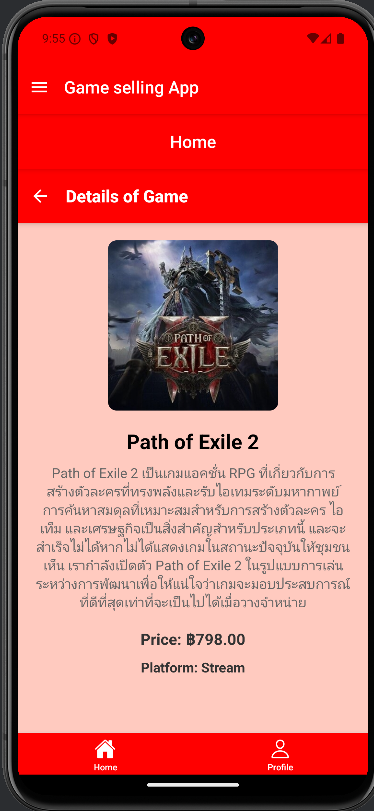 9:55
Game selling App
Home
Details of Game
PATH OF
EXILE
Path of Exile 2
Path of Exile 2 เป็นเกมแอคชั่น RPG ที่เกี่ยวกับการ
สร้างตัวละครที่ทรงพลังและรับไอเทมระดับมหากาพย์
การค้นหาสมดุลที่เหมาะสมสำหรับการสร้างตัวละคร ไอ
เท็ม และเศรษฐกิจเป็นสิ่งสำคัญสำหรับประเภทนี้ และจะ
สำเร็จไม่ได้หากไม่ได้แสดงเกมในสถานะปัจจุบันให้ชุมชน
เห็น เรากำลังเปิดตัว Path of Exile 2 ในรูปแบบการเล่น
ระหว่างการพัฒนาเพื่อให้แน่ใจว่าเกมจะมอบประสบการณ์
ที่ดีที่สุดเท่าที่จะเป็นไปได้เมื่อวางจำหน่าย
Price: ฿798.00
Platform: Stream
Home
Profile